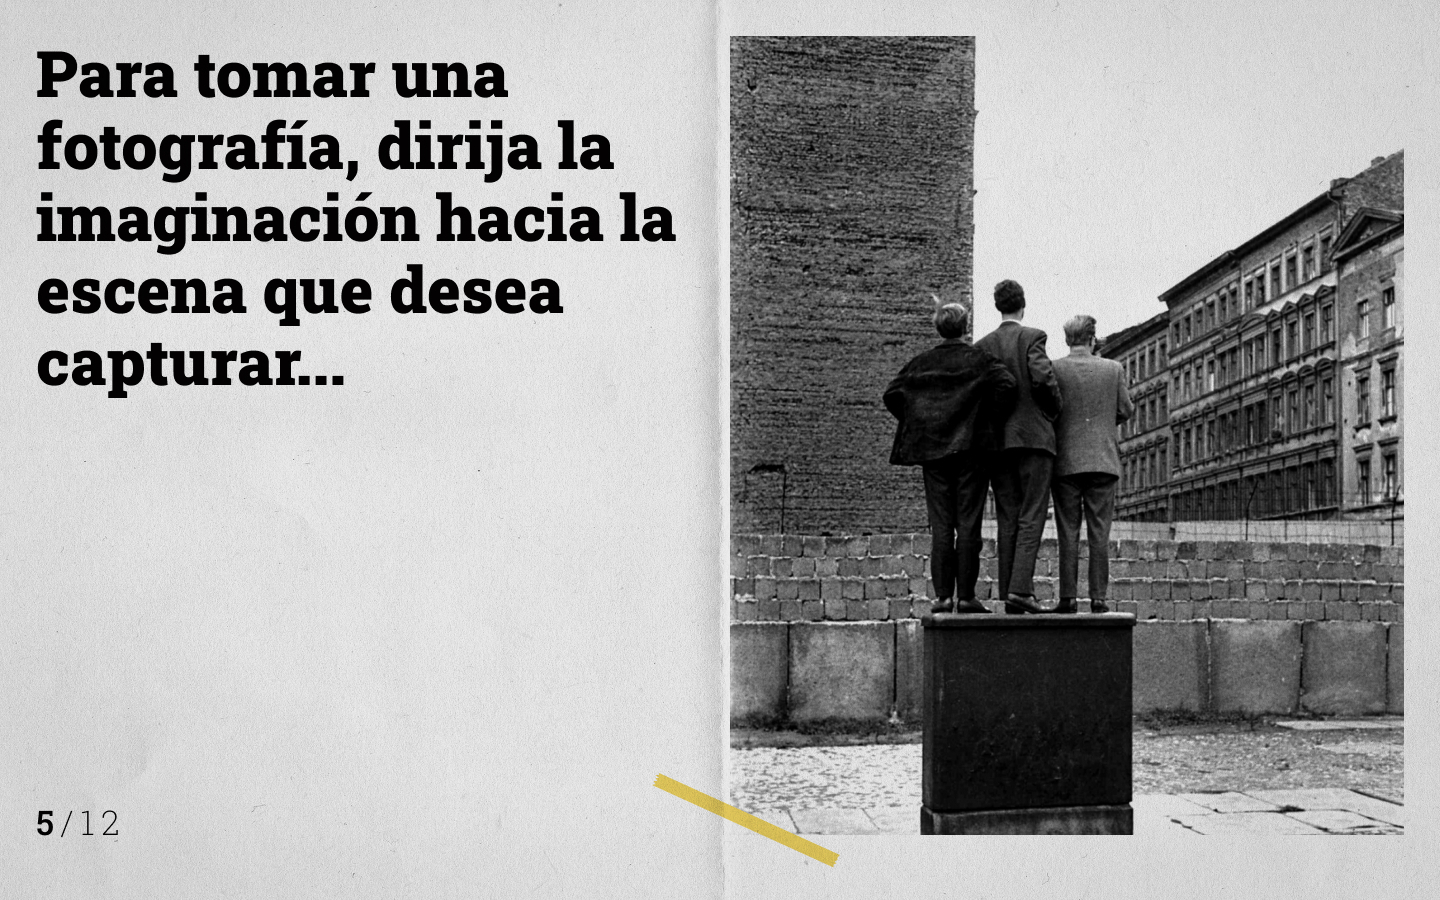 Para tomar una
fotografía, dirija la
imaginación hacia la
escena que desea
capturar...
5/12